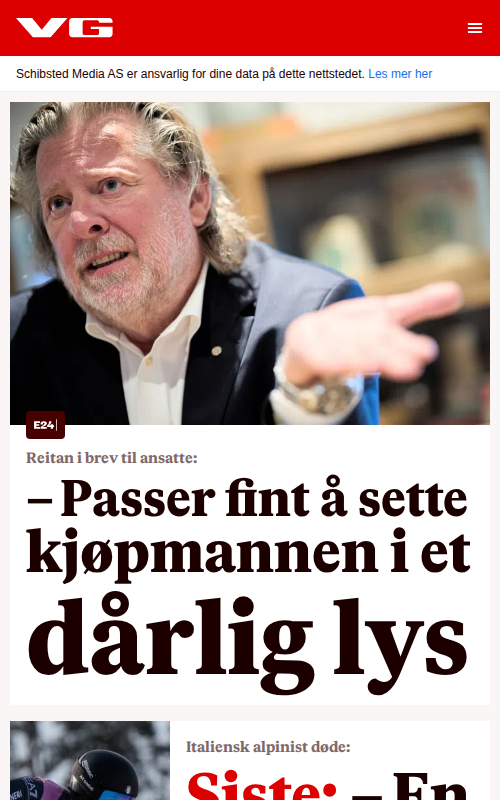 VG
Schibsted Media AS er ansvarlig for dine data på dette nettstedet. Les mer her
E24
Reitan i brev til ansatte:
– Passer fint å sette
kjøpmannen i et
dårlig lys
Italiensk alpinist døde:
Siste: – En